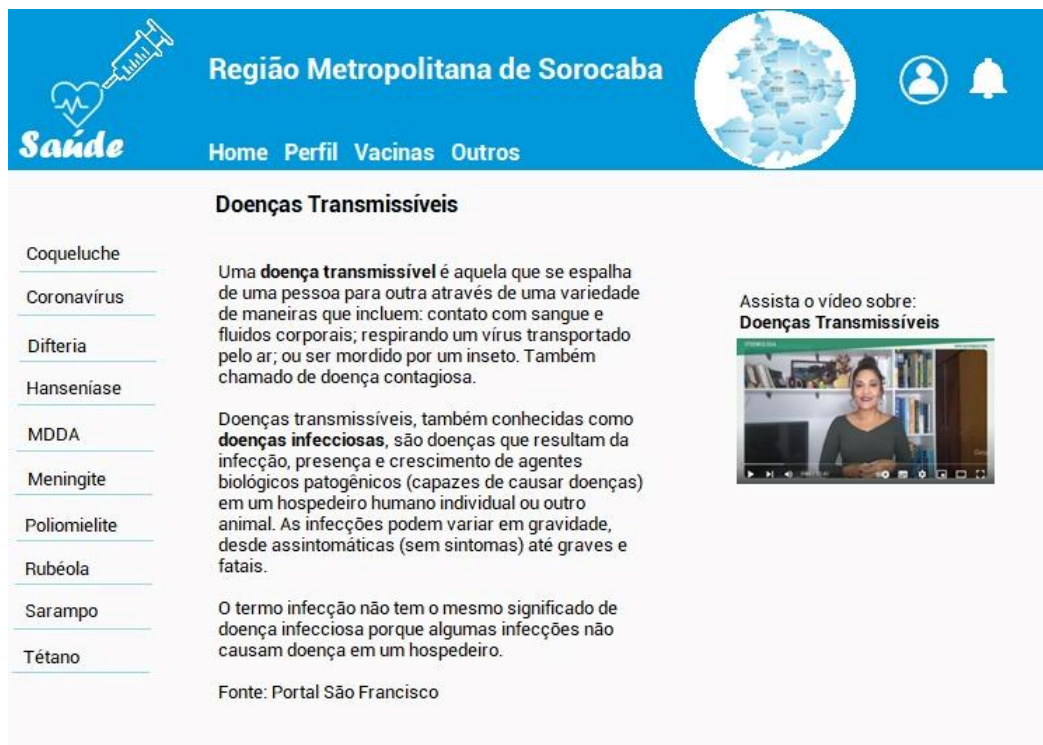 Saúde
Região Metropolitana de Sorocaba
Home Perfil Vacinas Outros
Doenças Transmissíveis
Coqueluche
Coronavírus
Difteria
Hanseníase
MDDA
Meningite
Poliomielite
Rubéola
Sarampo
Tétano
Uma doença transmissível é aquela que se espalha
de uma pessoa para outra através de uma variedade
de maneiras que incluem: contato com sangue e
fluidos corporais; respirando um vírus transportado
pelo ar; ou ser mordido por um inseto. Também
chamado de doença contagiosa.
Doenças transmissíveis, também conhecidas como
doenças infecciosas, são doenças que resultam da
infecção, presença e crescimento de agentes
biológicos patogênicos (capazes de causar doenças)
em um hospedeiro humano individual ou outro
animal. As infecções podem variar em gravidade,
desde assintomáticas (sem sintomas) até graves e
fatais.
O termo infecção não tem o mesmo significado de
doença infecciosa porque algumas infecções não
causam doença em um hospedeiro.
Fonte: Portal São Francisco
Assista o vídeo sobre:
Doenças Transmissíveis